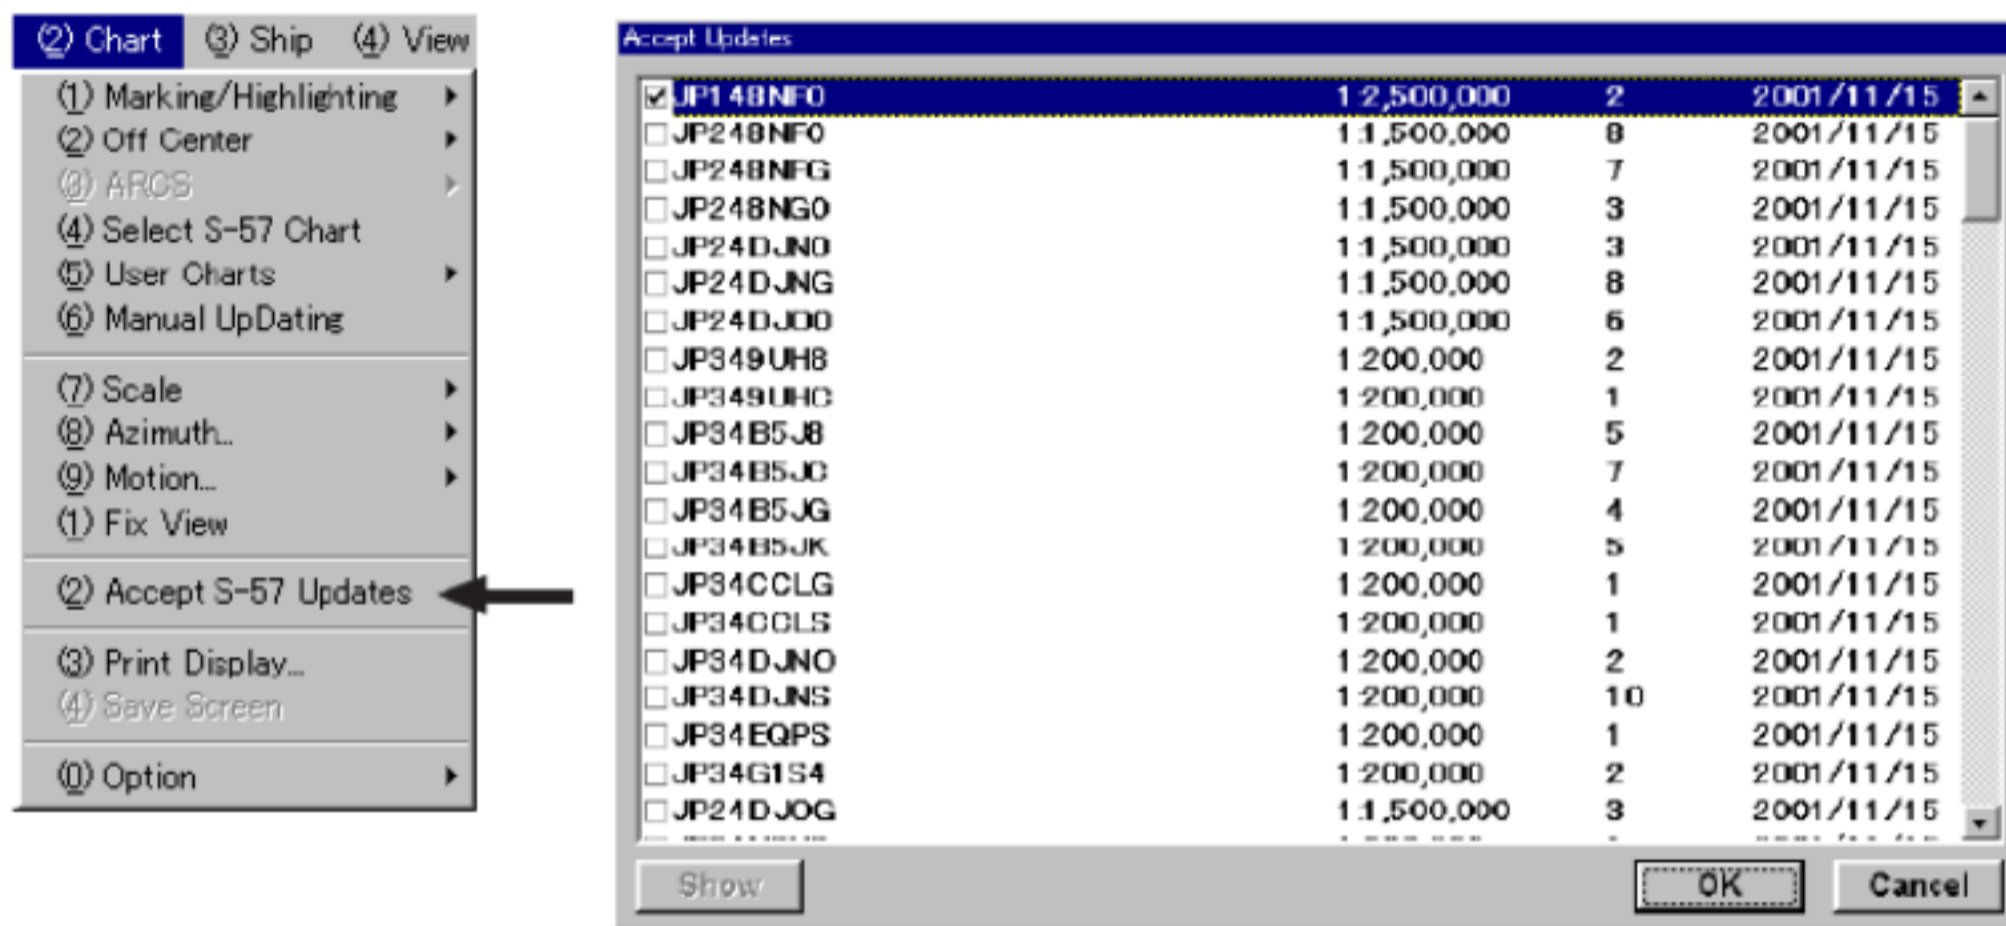 (2) Chart (3) Ship (4) View
(1) Marking/Highlighting
(2) Off Center
(3) ARCS
(4) Select S-57 Chart
(5) User Charts
(6) Manual UpDating
(7) Scale
(8) Azimuth...
(9) Motion...
(1) Fix View
(2) Accept S-57 Updates
(3) Print Display...
(4) Save Screen
(0) Option
Accept Updates
JP148NF0 1:2,500,000 2 2001/11/15
JP248NF0 1:1,500,000 8 2001/11/15
JP248NFG 1:1,500,000 7 2001/11/15
JP248NG0 1:1,500,000 3 2001/11/15
JP24DJN0 1:1,500,000 3 2001/11/15
JP24DJNG 1:1,500,000 8 2001/11/15
JP24DJO0 1:1,500,000 6 2001/11/15
JP349UH8 1:200,000 2 2001/11/15
JP349UHC 1:200,000 1 2001/11/15
JP34B5J8 1:200,000 5 2001/11/15
JP34B5JC 1:200,000 7 2001/11/15
JP34B5JG 1:200,000 4 2001/11/15
JP34B5JK 1:200,000 5 2001/11/15
JP34CCLG 1:200,000 1 2001/11/15
JP34CCLS 1:200,000 1 2001/11/15
JP34DJNO 1:200,000 2 2001/11/15
JP34DJNS 1:200,000 10 2001/11/15
JP34EQPS 1:200,000 1 2001/11/15
JP34G1S4 1:200,000 2 2001/11/15
JP24DJOG 1:1,500,000 3 2001/11/15
Show OK Cancel